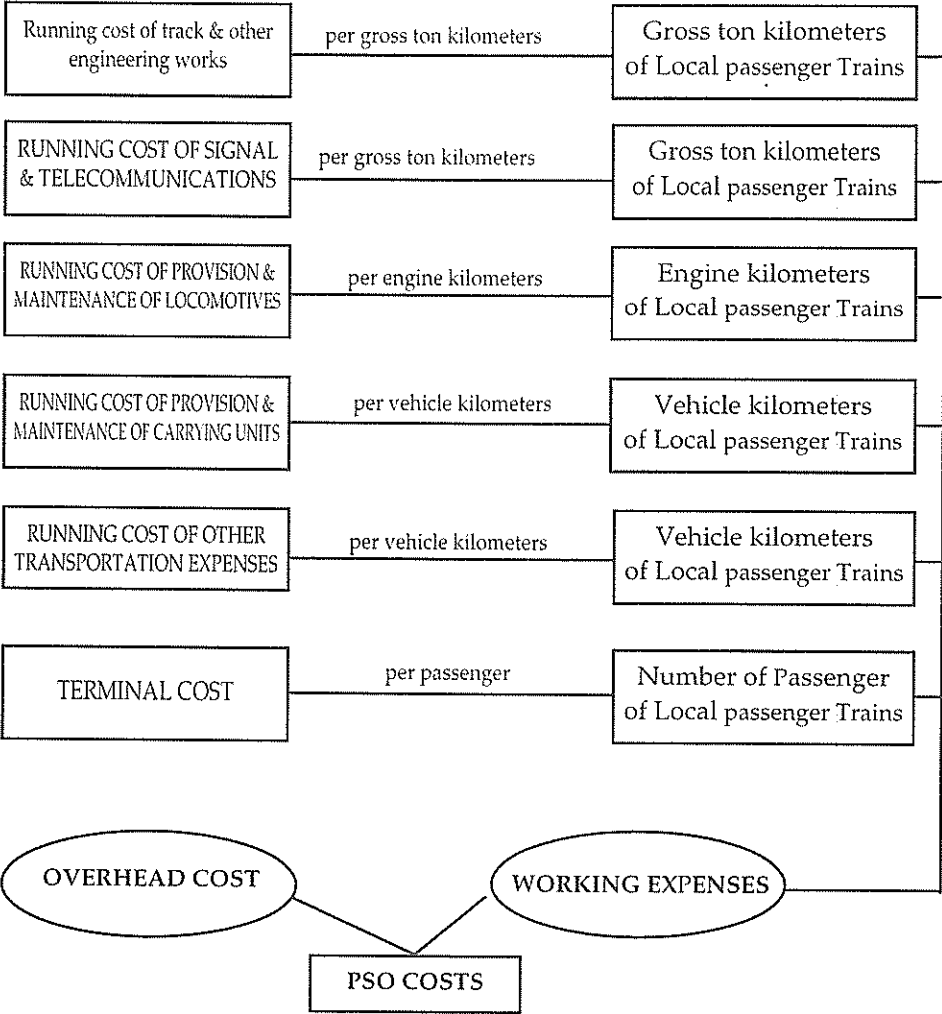 Running cost of track & other
engineering works
per gross ton kilometers
Gross ton kilometers
of Local passenger Trains
RUNNING COST OF SIGNAL
& TELECOMMUNICATIONS
per gross ton kilometers
Gross ton kilometers
of Local passenger Trains
RUNNING COST OF PROVISION &
MAINTENANCE OF LOCOMOTIVES
per engine kilometers
Engine kilometers
of Local passenger Trains
RUNNING COST OF PROVISION &
MAINTENANCE OF CARRYING UNITS
per vehicle kilometers
Vehicle kilometers
of Local passenger Trains
RUNNING COST OF OTHER
TRANSPORTATION EXPENSES
per vehicle kilometers
Vehicle kilometers
of Local passenger Trains
TERMINAL COST
per passenger
Number of Passenger
of Local passenger Trains
OVERHEAD COST
WORKING EXPENSES
PSO COSTS